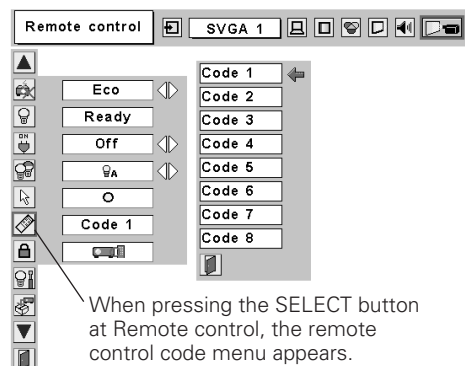 Remote control
SVGA 1
Eco
Ready
ON
Off
A
Code 1
Code 1
Code 2
Code 3
Code 4
Code 5
Code 6
Code 7
Code 8
When pressing the SELECT button
at Remote control, the remote
control code menu appears.